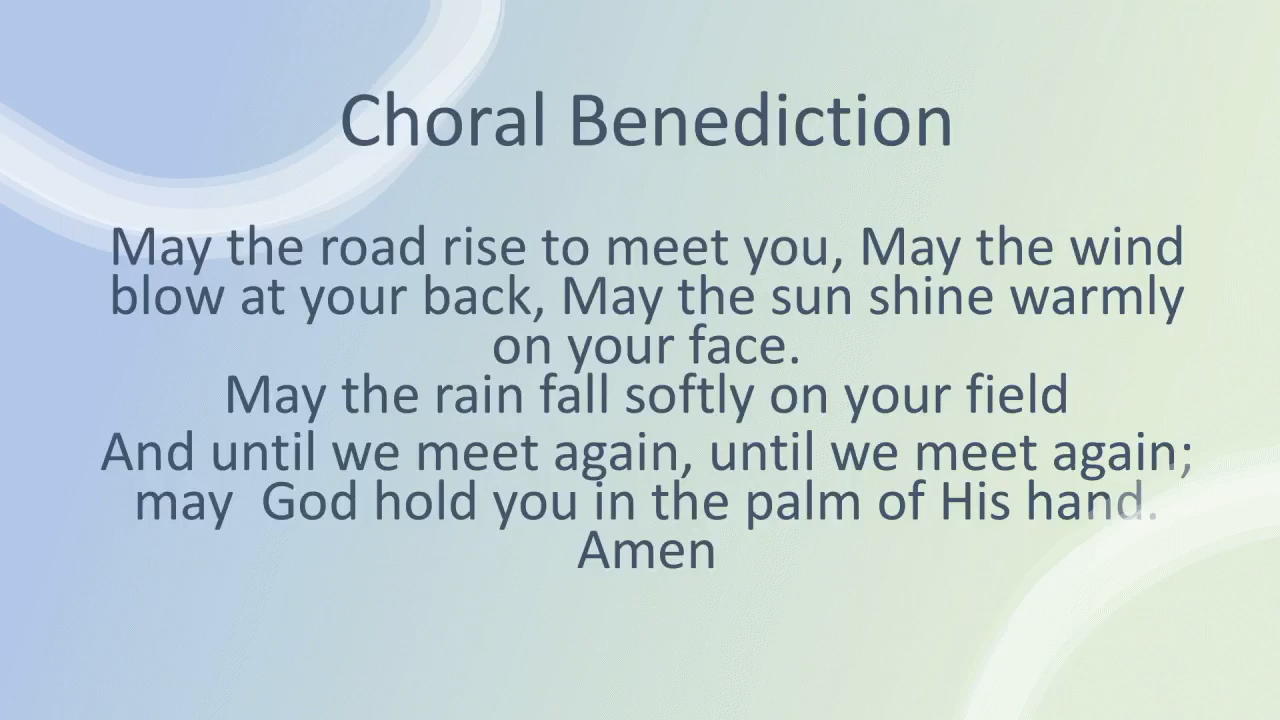 Choral Benediction
May the road rise to meet you, May the wind
blow at your back, May the sun shine warmly
on your face.
May the rain fall softly on your field
And until we meet again, until we meet again;
may  God hold you in the palm of His hand.
Amen